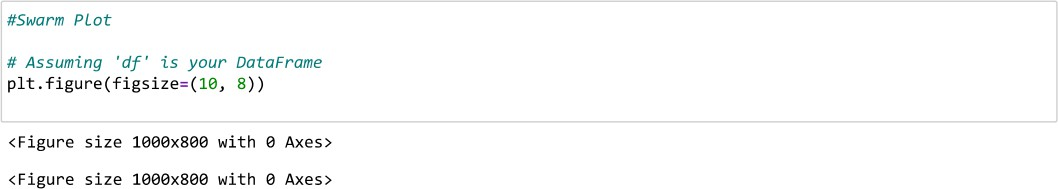 #Swarm Plot
# Assuming 'df' is your DataFrame
plt.figure(figsize=(10, 8))
<Figure size 1000x800 with 0 Axes>
<Figure size 1000x800 with 0 Axes>